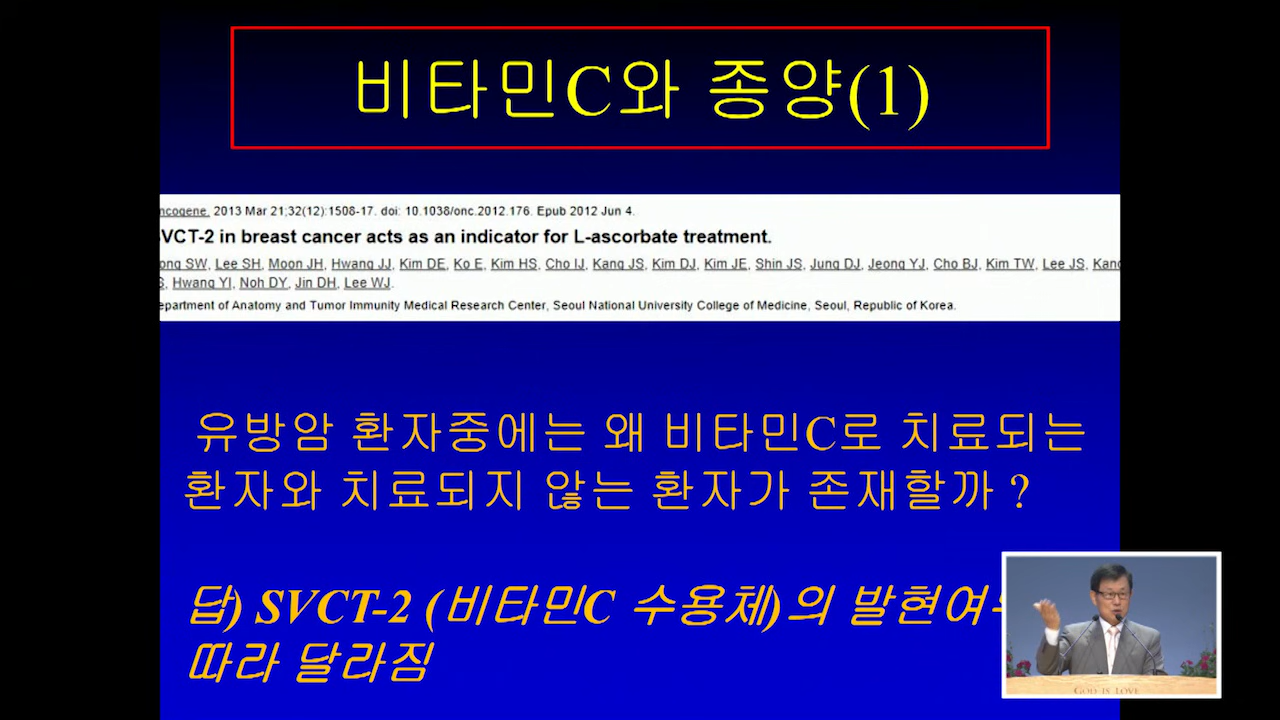 비타민C와 종양(1)
ncogene. 2013 Mar 21;32(12):1508-17. doi: 10.1038/onc.2012.176. Epub 2012 Jun 4.
SVCT-2 in breast cancer acts as an indicator for L-ascorbate treatment.
ong SW, Lee SH, Moon JH, Hwang JJ, Kim DE, Ko E, Kim HS, Cho IJ, Kang JS, Kim DJ, Kim JE, Shin JS, Jung DJ, Jeong YJ, Cho BJ, Kim TW, Lee JS, Kang
S, Hwang YI, Noh DY, Jin DH, Lee WJ.
epartment of Anatomy and Tumor Immunity Medical Research Center, Seoul National University College of Medicine, Seoul, Republic of Korea.
유방암 환자중에는 왜 비타민C로 치료되는
환자와 치료되지 않는 환자가 존재할까 ?
답) SVCT-2 (비타민C 수용체)의 발현여
따라 달라짐
GOD IS LOVE